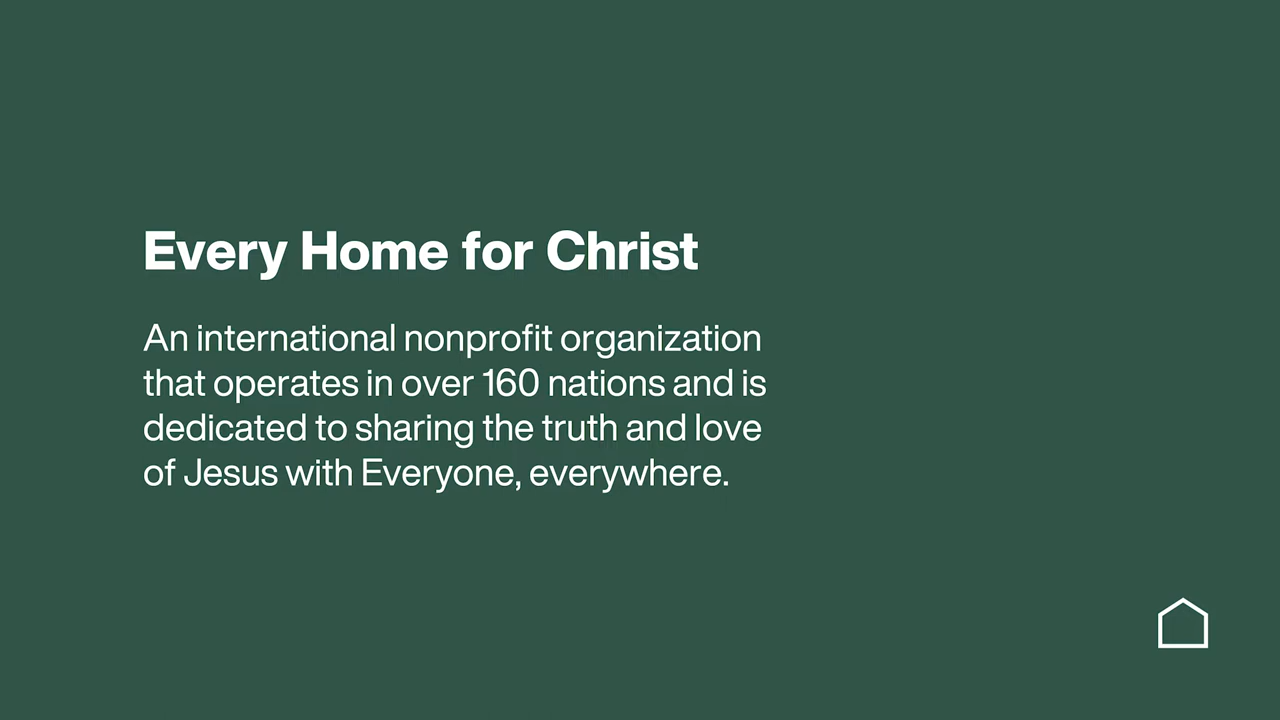 Every Home for Christ
An international nonprofit organization
that operates in over 160 nations and is
dedicated to sharing the truth and love
of Jesus with Everyone, everywhere.